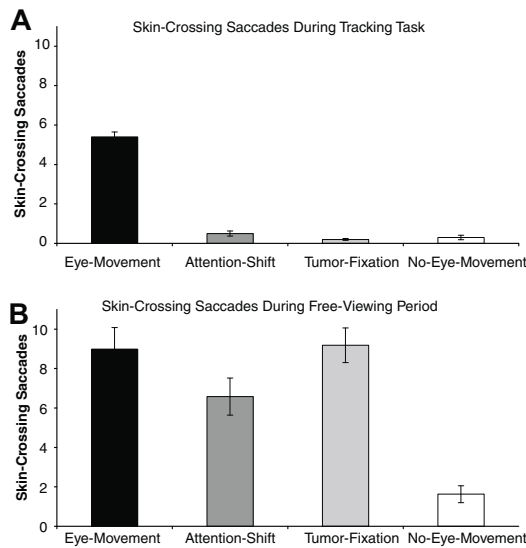 A
Skin-Crossing Saccades During Tracking Task
Skin-Crossing Saccades
10
8
6
4
2
0
Eye-Movement Attention-Shift Tumor-Fixation No-Eye-Movement
B
Skin-Crossing Saccades During Free-Viewing Period
Skin-Crossing Saccades
10
8
6
4
2
0
Eye-Movement Attention-Shift Tumor-Fixation No-Eye-Movement